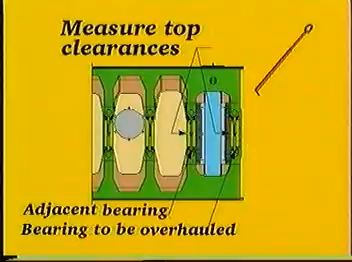 Measure top
clearances
Adjacent bearing
Bearing to be overhauled